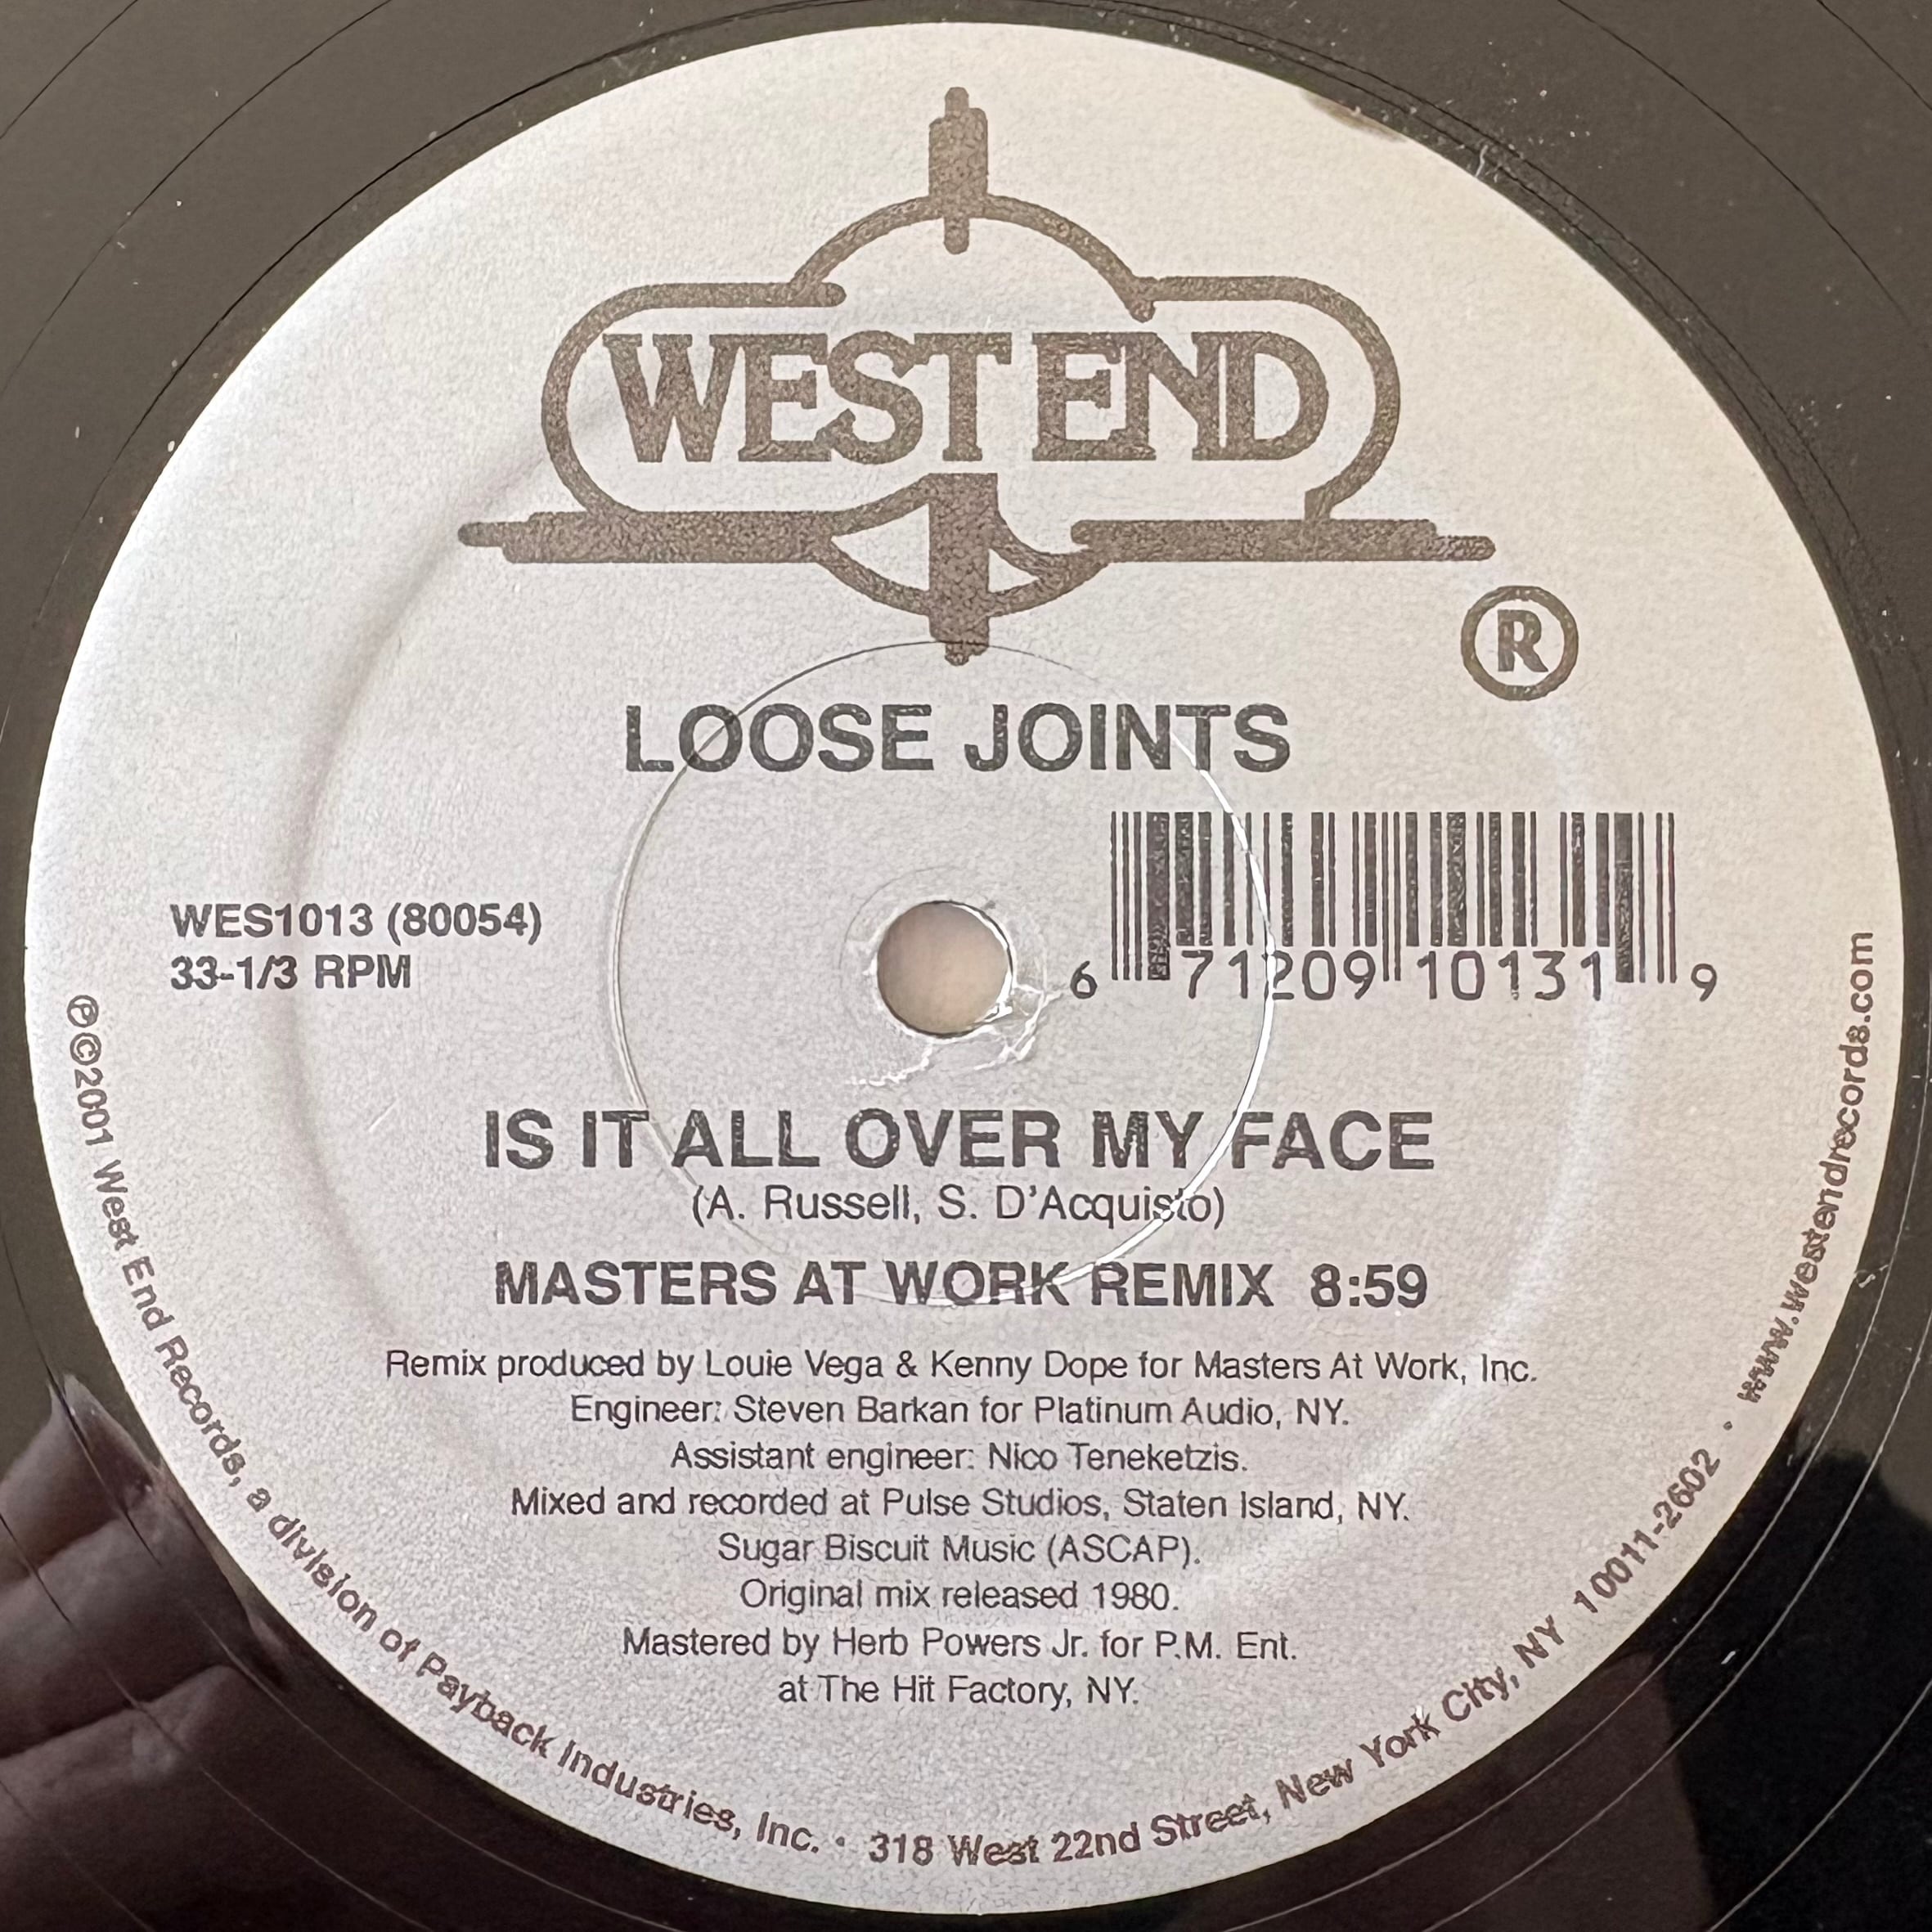 WEST END
®
LOOSE JOINTS
WES1013 (80054)
33-1/3 RPM
6 71209 10131 9
IS IT ALL OVER MY FACE
(A. Russell, S. D'Acquisto)
MASTERS AT WORK REMIX 8:59
Remix produced by Louie Vega & Kenny Dope for Masters At Work, Inc.
Engineer: Steven Barkan for Platinum Audio, NY.
Assistant engineer: Nico Teneketzis.
Mixed and recorded at Pulse Studios, Staten Island, NY.
Sugar Biscuit Music (ASCAP).
Original mix released 1980.
Mastered by Herb Powers Jr. for P.M. Ent.
at The Hit Factory, NY.
℗©2001 West End Records, a division of Payback Industries, Inc. • 318 West 22nd Street, New York City, NY 10011-2602 • www.westendrecords.com